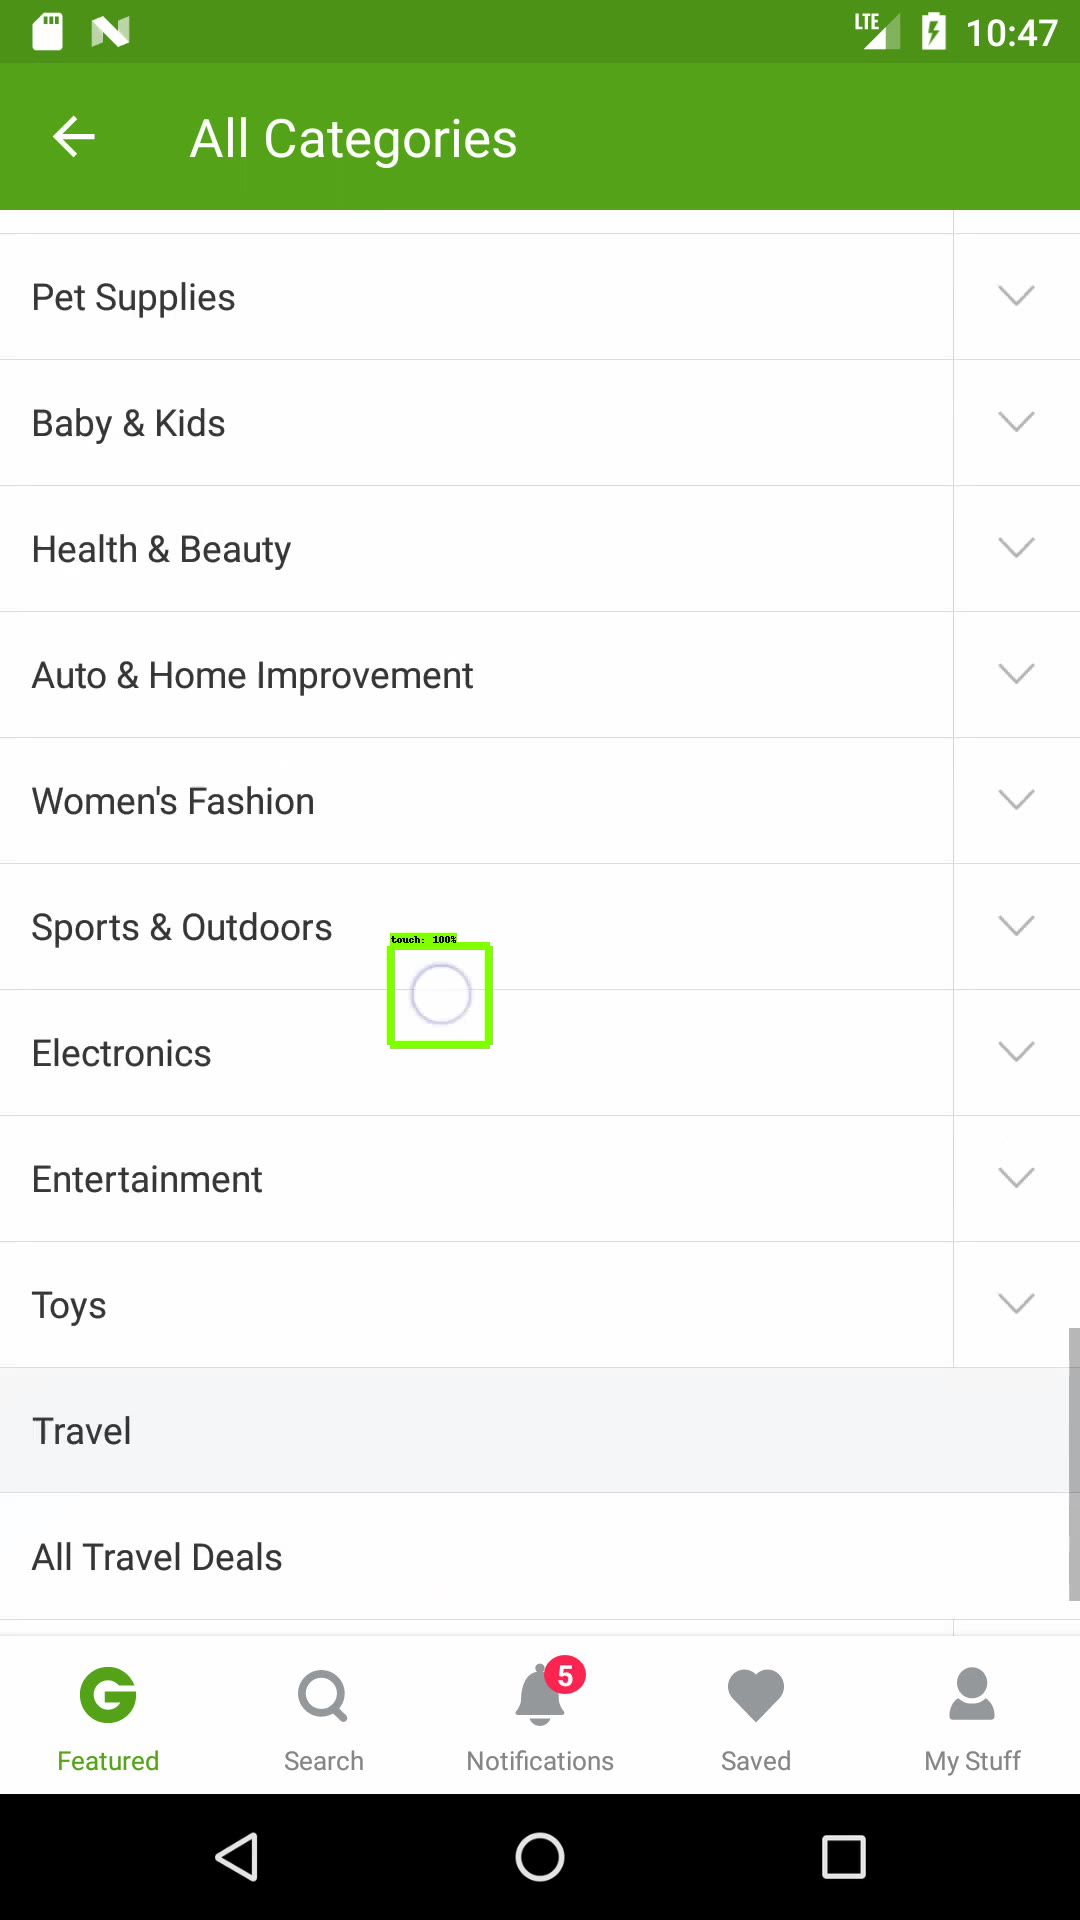 LTE 10:47
All Categories
Pet Supplies
Baby & Kids
Health & Beauty
Auto & Home Improvement
Women's Fashion
Sports & Outdoors
touch: 100%
Electronics
Entertainment
Toys
Travel
All Travel Deals
5
Featured Search Notifications Saved My Stuff